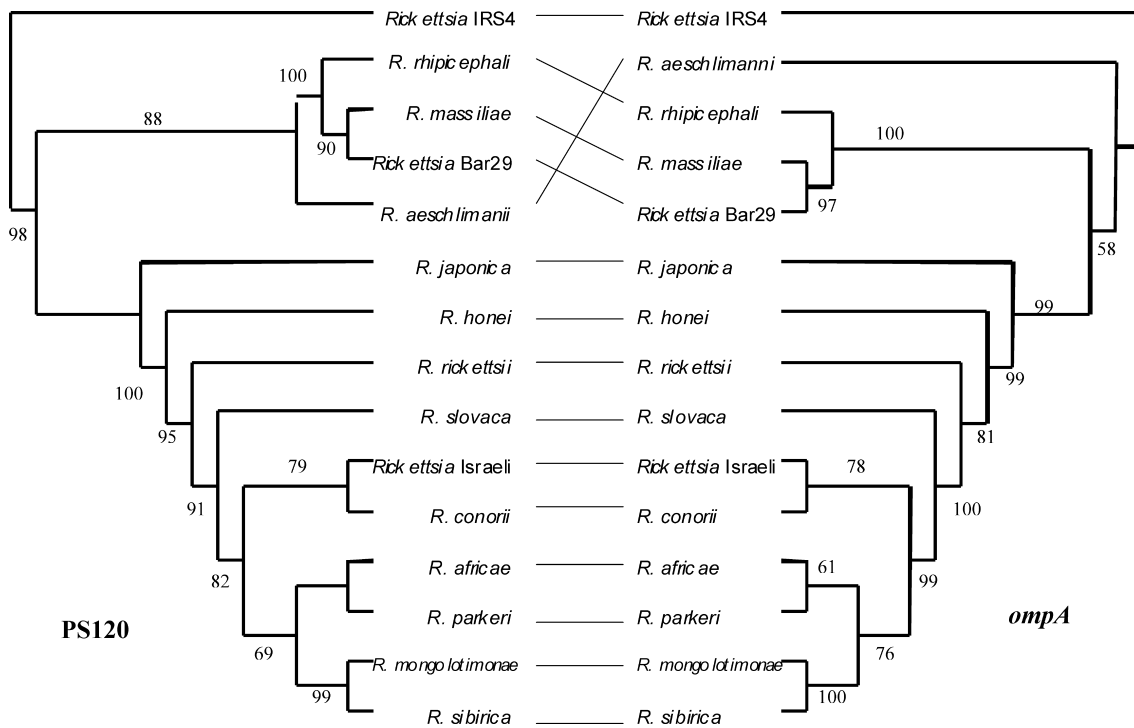 Rickettsia IRS4
Rickettsia IRS4
R. rhipicephali
R. aeschlimanni
100
R. massiliae
R. rhipicephali
88
100
90
Rickettsia Bar29
R. massiliae
97
R. aeschlimanii
Rickettsia Bar29
98
58
R. japonica
R. japonica
99
R. honei
R. honei
R. rickettsii
R. rickettsii
99
100
R. slovaca
R. slovaca
95
81
79
Rickettsia Israeli
Rickettsia Israeli
78
91
R. conorii
R. conorii
100
82
R. africae
R. africae
61
99
PS120
R. parkeri
R. parkeri
ompA
69
R. mongolotimonae
R. mongolotimonae
76
99
100
R. sibirica
R. sibirica